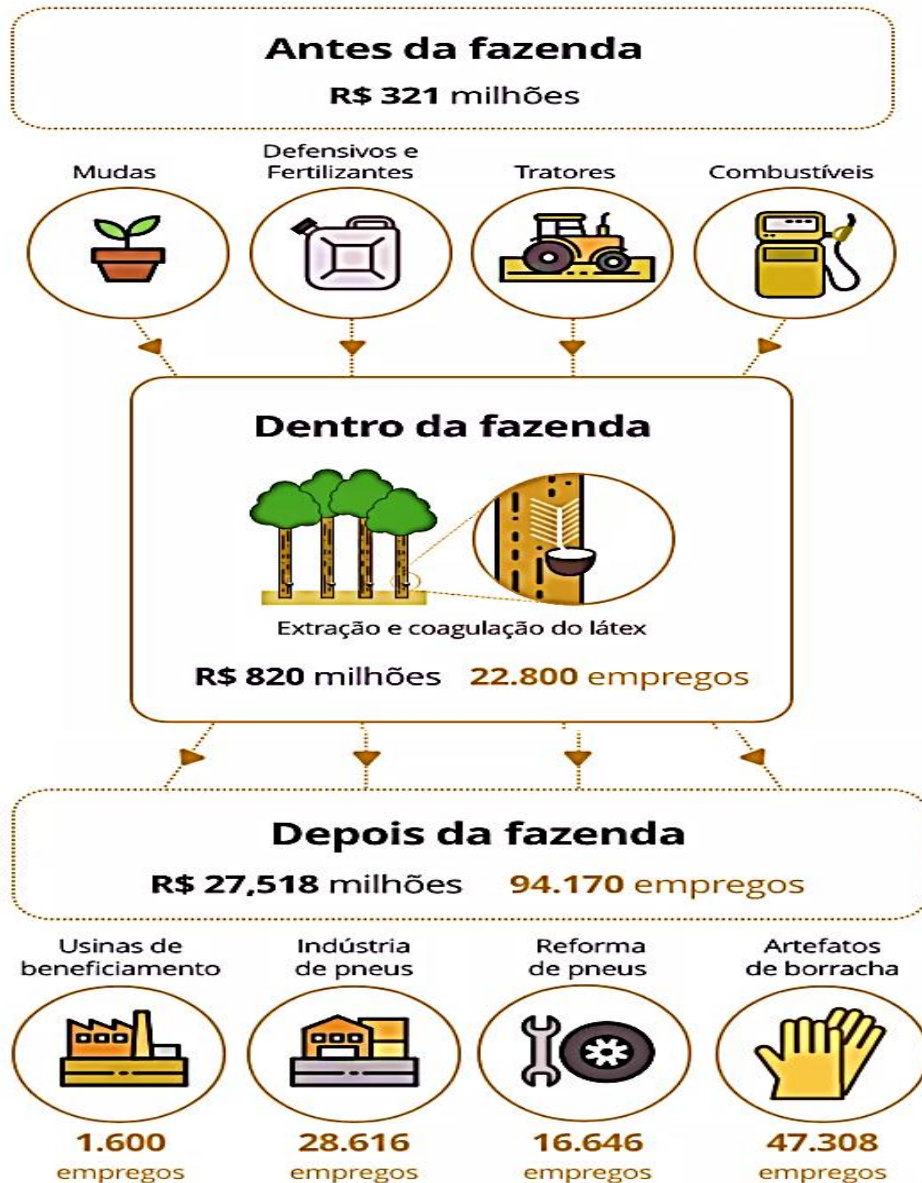 Antes da fazenda
R$ 321 milhões
Mudas
Defensivos e
Fertilizantes
Tratores
Combustíveis
Dentro da fazenda
Extração e coagulação do látex
R$ 820 milhões 22.800 empregos
Depois da fazenda
R$ 27,518 milhões 94.170 empregos
Usinas de
beneficiamento
Indústria
de pneus
Reforma
de pneus
Artefatos
de borracha
1.600
empregos
28.616
empregos
16.646
empregos
47.308
empregos